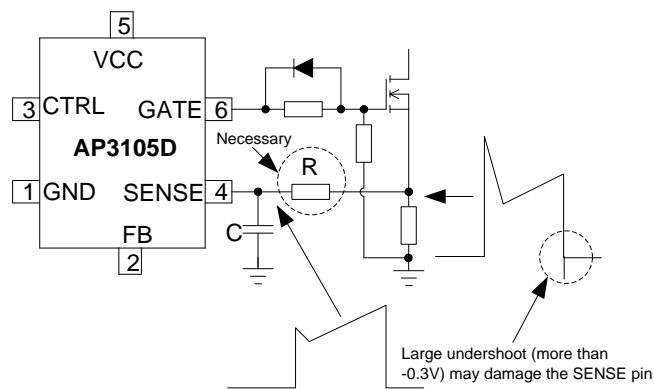 5
VCC
3 CTRL GATE 6
AP3105D
Necessary
R
1 GND SENSE 4
FB
2
C
Large undershoot (more than
-0.3V) may damage the SENSE pin